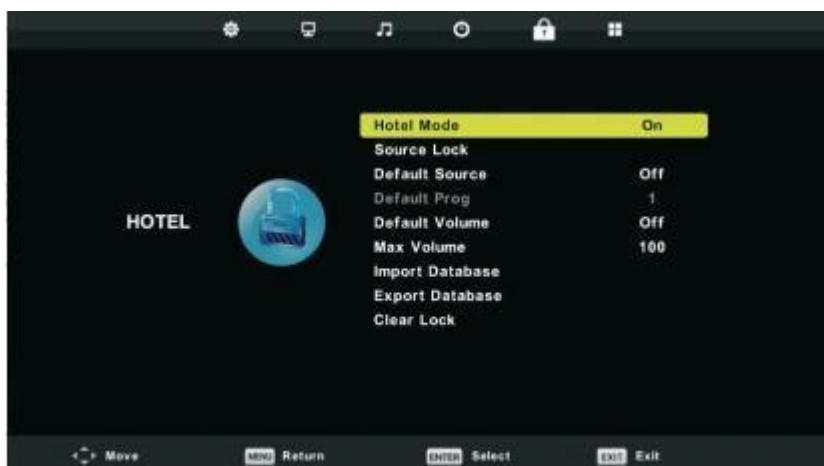 Hotel Mode On
Source Lock
Default Source Off
Default Prog 1
HOTEL
Default Volume Off
Max Volume 100
Import Database
Export Database
Clear Lock
Move MENU Return ENTER Select EXIT Exit